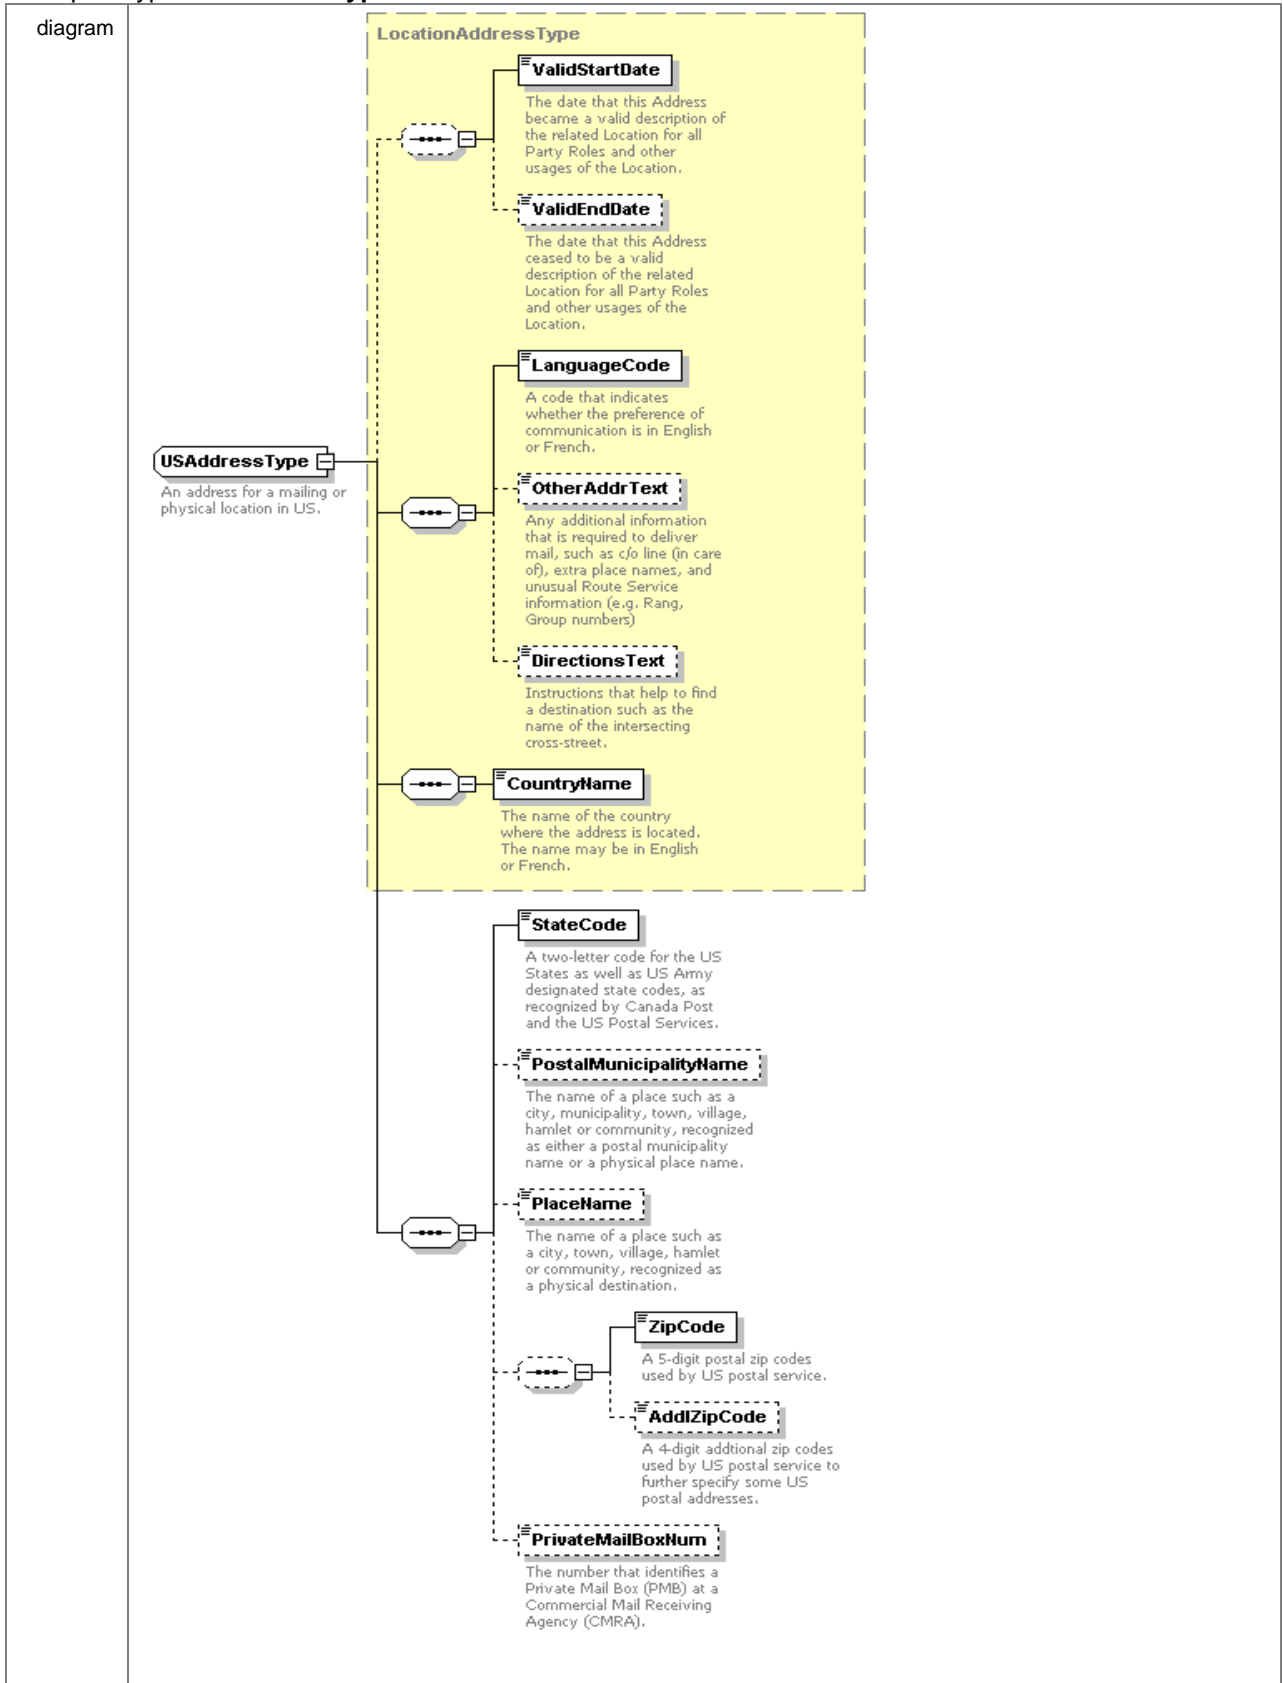 diagram
LocationAddressType
ValidStartDate
The date that this Address
became a valid description of
the related Location for all
Party Roles and other
usages of the Location.
ValidEndDate
The date that this Address
ceased to be a valid
description of the related
Location for all Party Roles
and other usages of the
Location.
LanguageCode
A code that indicates
whether the preference of
communication is in English
or French.
USAddressType
An address for a mailing or
physical location in US.
OtherAddrText
Any additional information
that is required to deliver
mail, such as c/o line (in care
of), extra place names, and
unusual Route Service
information (e.g. Rang,
Group numbers)
DirectionsText
Instructions that help to find
a destination such as the
name of the intersecting
cross-street.
CountryName
The name of the country
where the address is located.
The name may be in English
or French.
StateCode
A two-letter code for the US
States as well as US Army
designated state codes, as
recognized by Canada Post
and the US Postal Services.
PostalMunicipalityName
The name of a place such as a
city, municipality, town, village,
hamlet or community, recognized
as either a postal municipality
name or a physical place name.
PlaceName
The name of a place such as
a city, town, village, hamlet
or community, recognized as
a physical destination.
ZipCode
A 5-digit postal zip codes
used by US postal service.
AddlZipCode
A 4-digit addtional zip codes
used by US postal service to
further specify some US
postal addresses.
PrivateMailBoxNum
The number that identifies a
Private Mail Box (PMB) at a
Commercial Mail Receiving
Agency (CMRA).